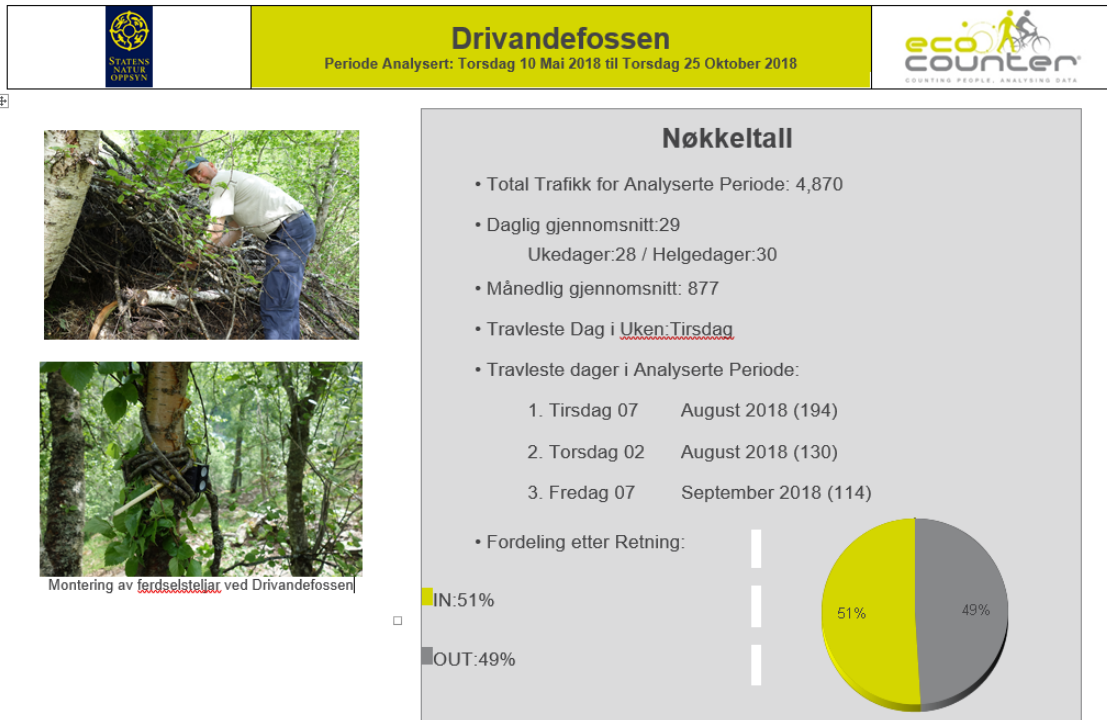 STATENS
NATUR
OPPSYN
Drivandefossen
Periode Analysert: Torsdag 10 Mai 2018 til Torsdag 25 Oktober 2018
eco
counter
COUNTING PEOPLE, ANALYSING DATA
Nøkkeltall
• Total Trafikk for Analyserte Periode: 4,870
• Daglig gjennomsnitt:29
Ukedager:28 / Helgedager:30
• Månedlig gjennomsnitt: 877
• Travleste Dag i Uken:Tirsdag
• Travleste dager i Analyserte Periode:
1. Tirsdag 07 August 2018 (194)
2. Torsdag 02 August 2018 (130)
3. Fredag 07 September 2018 (114)
• Fordeling etter Retning:
IN:51%
OUT:49%
51%
49%
Montering av ferdselsteljar ved Drivandefossen